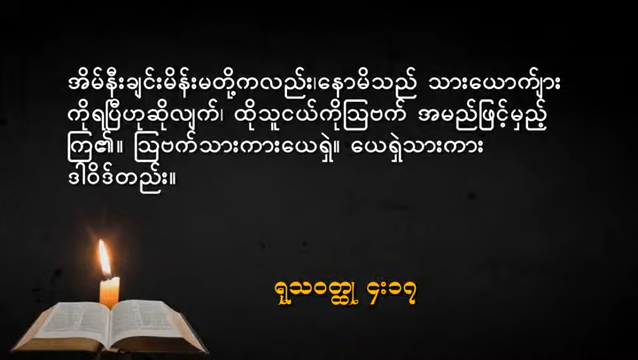 အိမ်နီးချင်းမိန်းမတို့ကလည်း၊နောမိသည် သားယောက်ျား
ကိုရပြီဟုဆိုလျက်၊ ထိုသူငယ်ကိုဩဗက် အမည်ဖြင့်မှည့်
ကြ၏။ ဩဗက်သားကားယေရှဲ။ ယေရှဲသားကား
ဒါဝိဒ်တည်း။
ရုသဝတ္ထု ၄း၁၇